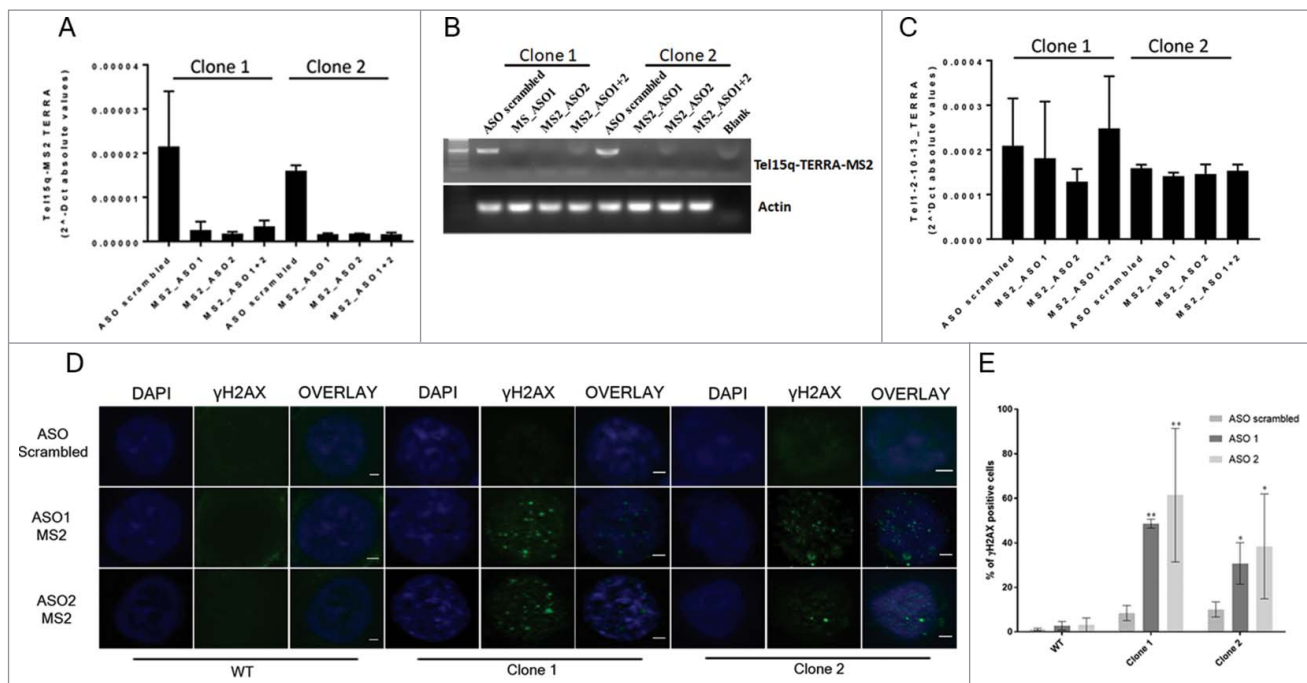 A
Clone 1
Clone 2
Tel15q-MS2 TERRA
(2^-Dct absolute values)
0.00004
0.00003
0.00002
0.00001
0.00000
ASO scrambled
MS2_ASO1
MS2_ASO2
MS2_ASO1+2
ASO scrambled
MS2_ASO1
MS2_ASO2
MS2_ASO1+2
B
Clone 1
Clone 2
ASO scrambled
MS_ASO1
MS2_ASO2
MS2_ASO1+2
ASO scrambled
MS2_ASO1
MS2_ASO2
MS2_ASO1+2
Blank
Tel15q-TERRA-MS2
Actin
C
Clone 1
Clone 2
Tel1-2-10-13_TERRA
(2^-Dct absolute values)
0.0004
0.0003
0.0002
0.0001
0.0000
ASO scrambled
MS2_ASO1
MS2_ASO2
MS2_ASO1+2
ASO scrambled
MS2_ASO1
MS2_ASO2
MS2_ASO1+2
D
DAPI γH2AX OVERLAY DAPI γH2AX OVERLAY DAPI γH2AX OVERLAY
ASO
Scrambled
ASO1
MS2
ASO2
MS2
WT
Clone 1
Clone 2
E
ASO scrambled
ASO 1
ASO 2
% of γH2AX positive cells
100
80
60
40
20
0
**
**
*
*
WT
Clone 1
Clone 2